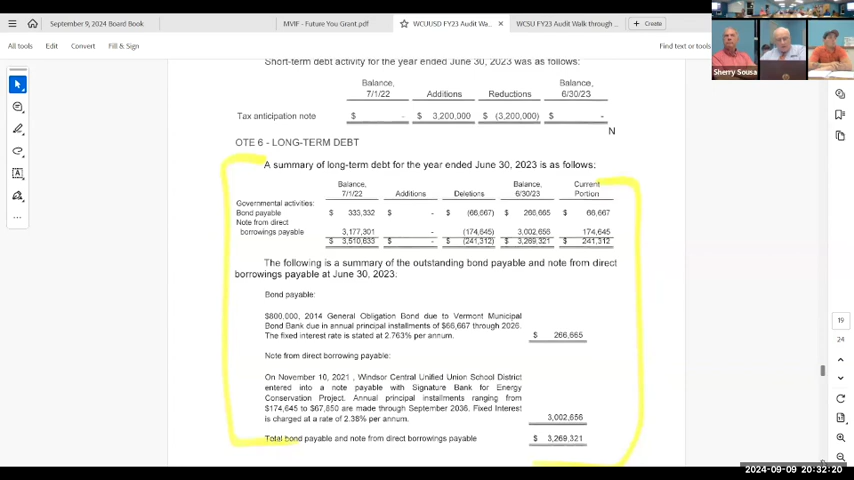 September 9, 2024 Board Book
MVIF - Future You Grant.pdf
WCUUSD FY23 Audit Wa...
WCSU FY23 Audit Walk through ...
+ Create
All tools Edit Convert Fill & Sign
Find text or tools
Sherry Sousa
Short-term debt activity for the year ended June 30, 2023 was as follows:
Balance, Balance,
7/1/22 Additions Reductions 6/30/23
Tax anticipation note $ - $ 3,200,000 $ (3,200,000) $ -
N
OTE 6 - LONG-TERM DEBT
A summary of long-term debt for the year ended June 30, 2023 is as follows:
Balance, Balance, Current
7/1/22 Additions Deletions 6/30/23 Portion
Governmental activities:
Bond payable $ 333,332 $ - $ (66,667) $ 266,665 $ 66,667
Note from direct
borrowings payable 3,177,301 - (174,645) 3,002,656 174,645
$ 3,510,633 $ - $ (241,312) $ 3,269,321 $ 241,312
The following is a summary of the outstanding bond payable and note from direct
borrowings payable at June 30, 2023:
Bond payable:
$800,000, 2014 General Obligation Bond due to Vermont Municipal
Bond Bank due in annual principal installments of $66,667 through 2026.
The fixed interest rate is stated at 2.763% per annum. $ 266,665
Note from direct borrowing payable:
On November 10, 2021 , Windsor Central Unified Union School District
entered into a note payable with Signature Bank for Energy
Conservation Project. Annual principal installments ranging from
$174,645 to $67,850 are made through September 2036. Fixed Interest
is charged at a rate of 2.38% per annum. 3,002,656
Total bond payable and note from direct borrowings payable $ 3,269,321
19
24
2024-09-09 20:32:20